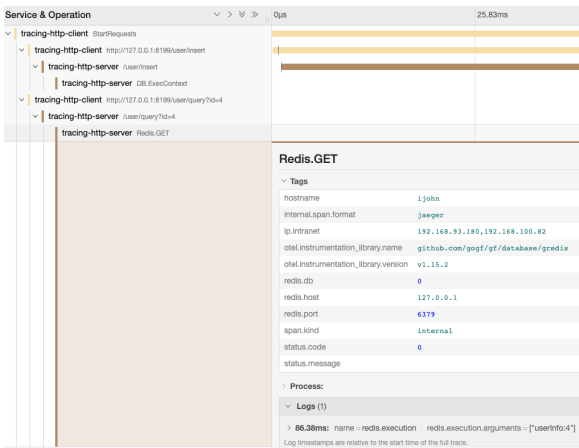 Service & Operation
0µs
25.83ms
tracing-http-client StartRequests
tracing-http-client http://127.0.0.1:8199/user/insert
tracing-http-server /user/insert
tracing-http-server DB.ExecContext
tracing-http-client http://127.0.0.1:8199/user/query?id=4
tracing-http-server /user/query?id=4
tracing-http-server Redis.GET
Redis.GET
Tags
hostname ijohn
internal.span.format jaeger
ip.intranet 192.168.93.180,192.168.100.82
otel.instrumentation_library.name github.com/gogf/gf/database/gredis
otel.instrumentation_library.version v1.15.2
redis.db 0
redis.host 127.0.0.1
redis.port 6379
span.kind internal
status.code 0
status.message
Process:
Logs (1)
86.38ms: name = redis.execution | redis.execution.arguments = ["userInfo:4"]
Log timestamps are relative to the start time of the full trace.